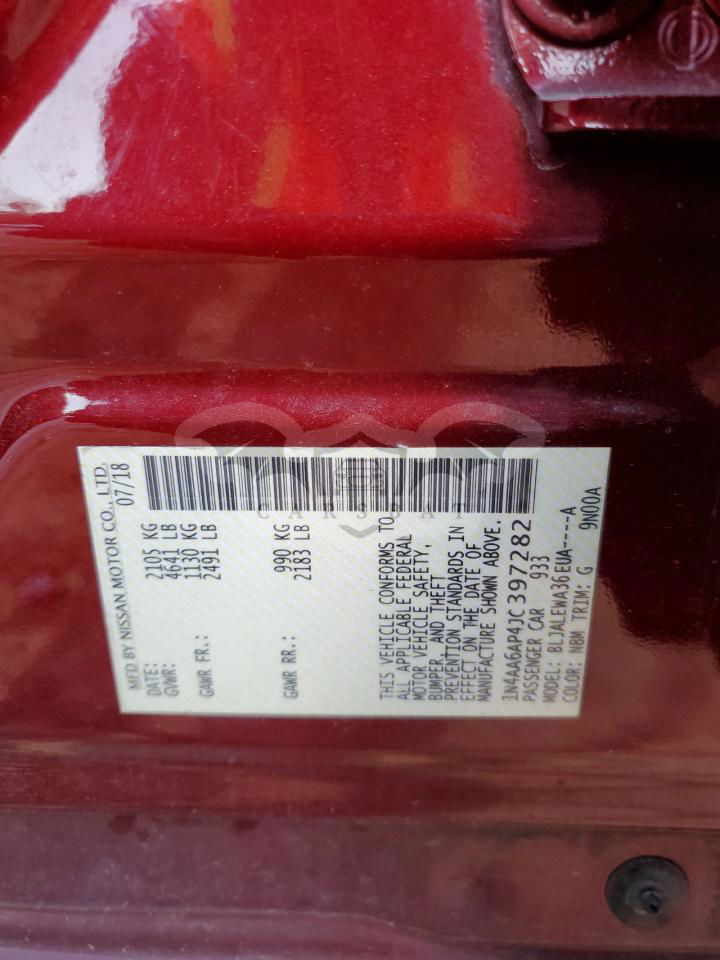 MFD BY NISSAN MOTOR CO., LTD.
DATE: 07/18
GVWR: 2105 KG
4641 LB
GAWR FR.: 1130 KG
2491 LB
GAWR RR.: 990 KG
2183 LB
THIS VEHICLE CONFORMS TO
ALL APPLICABLE FEDERAL
MOTOR VEHICLE SAFETY,
BUMPER, AND THEFT
PREVENTION STANDARDS IN
EFFECT ON THE DATE OF
MANUFACTURE SHOWN ABOVE.
1N4AA6AP4JC397282
PASSENGER CAR 933
MODEL: BLJALEWA36EUA----A
COLOR: NBM TRIM: G 9N00A